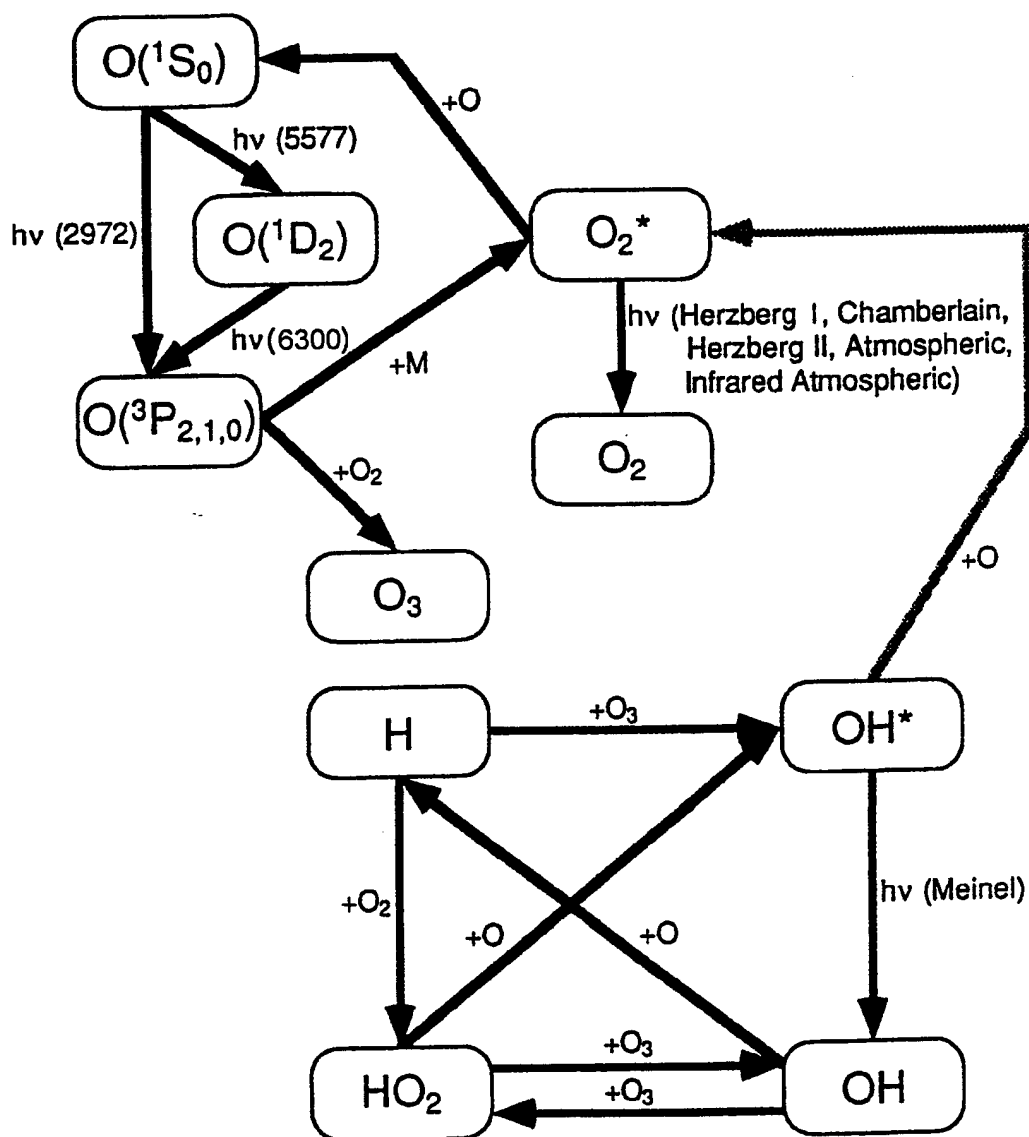 O(¹S₀)
+O
hν (5577)
hν (2972)
O(¹D₂)
O₂*
hν (Herzberg I, Chamberlain,
Herzberg II, Atmospheric,
Infrared Atmospheric)
hν(6300)
+M
O(³P₂,₁,₀)
+O₂
O₂
+O
O₃
H
+O₃
OH*
+O₂
+O
+O
hν (Meinel)
HO₂
+O₃
+O₃
OH